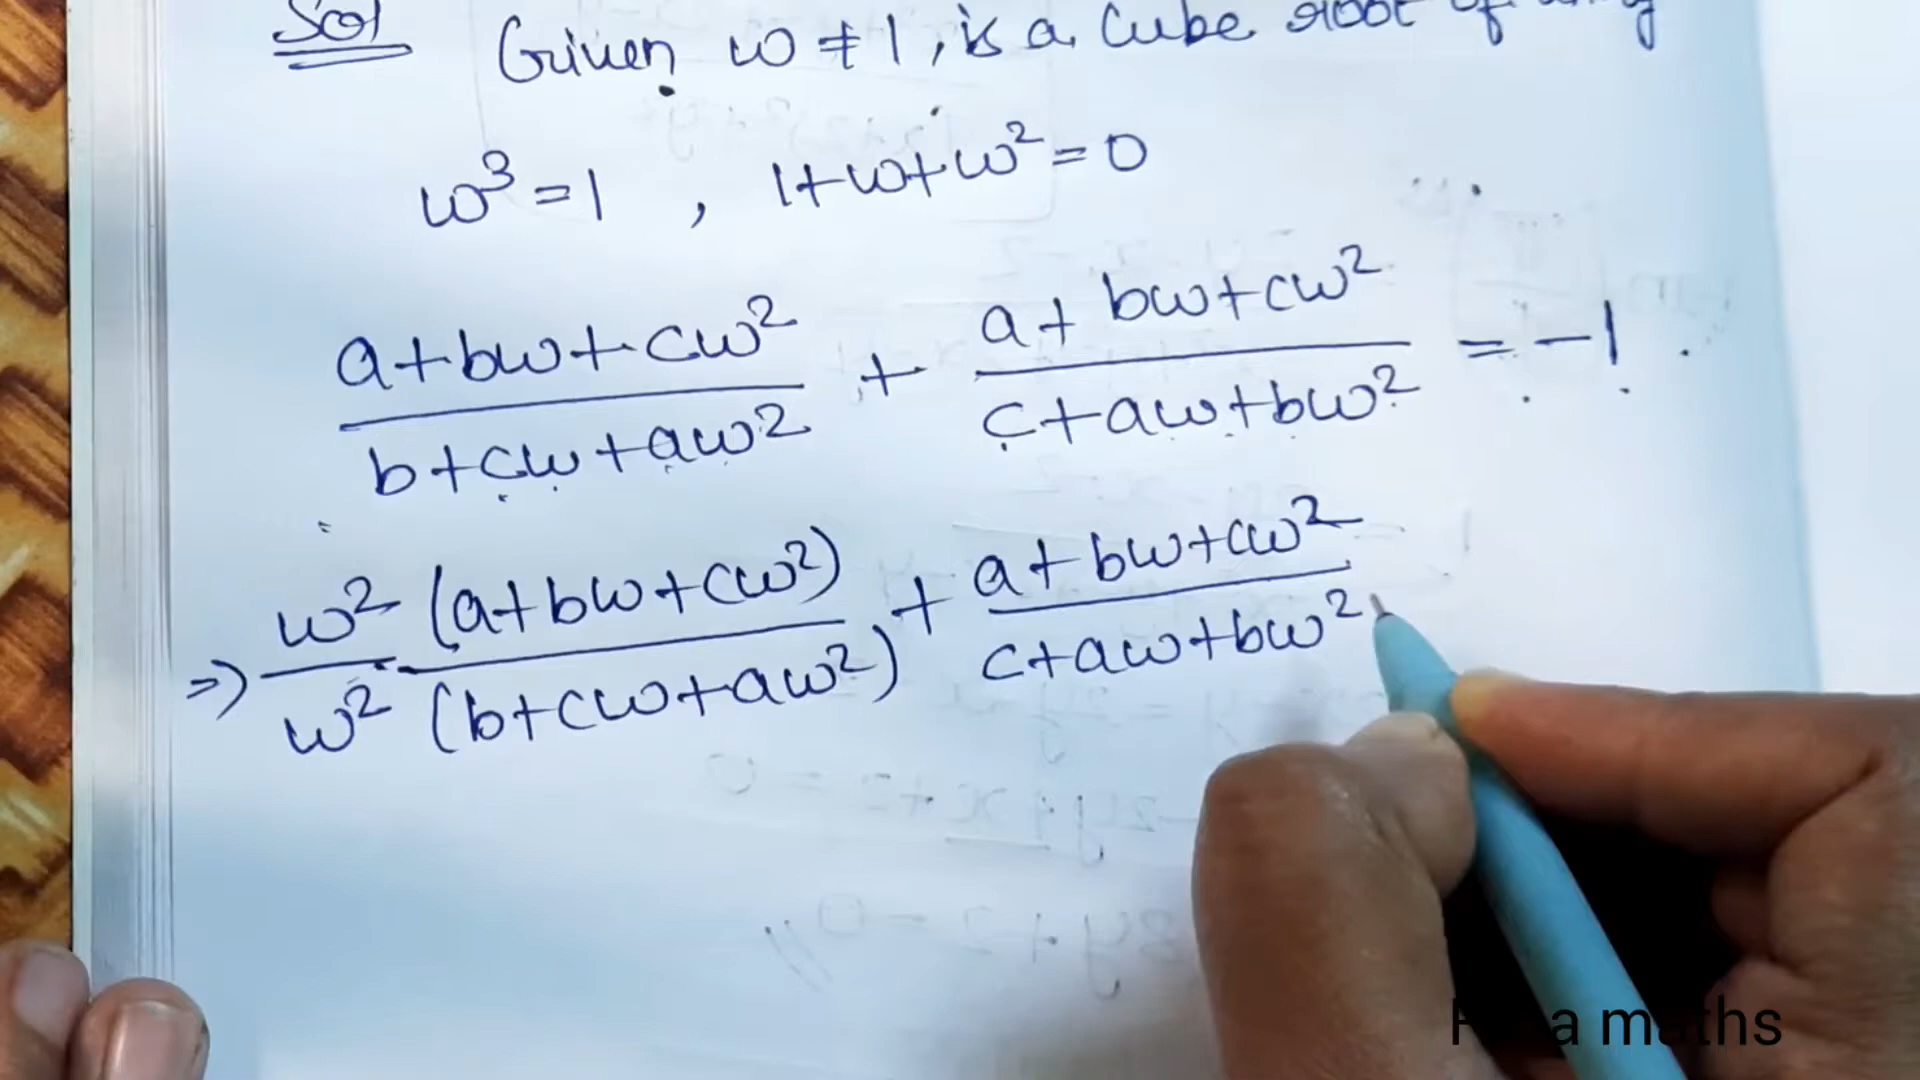 Sol Given ω ≠ 1, is a Cube root of
ω³ = 1 , 1+ω+ω² = 0
(a+bω+cω²)/(b+cω+aω²) + (a+bω+cω²)/(c+aω+bω²) = -1
⇒) ω²(a+bω+cω²)/ω²(b+cω+aω²) + (a+bω+cω²)/(c+aω+bω²)
maths